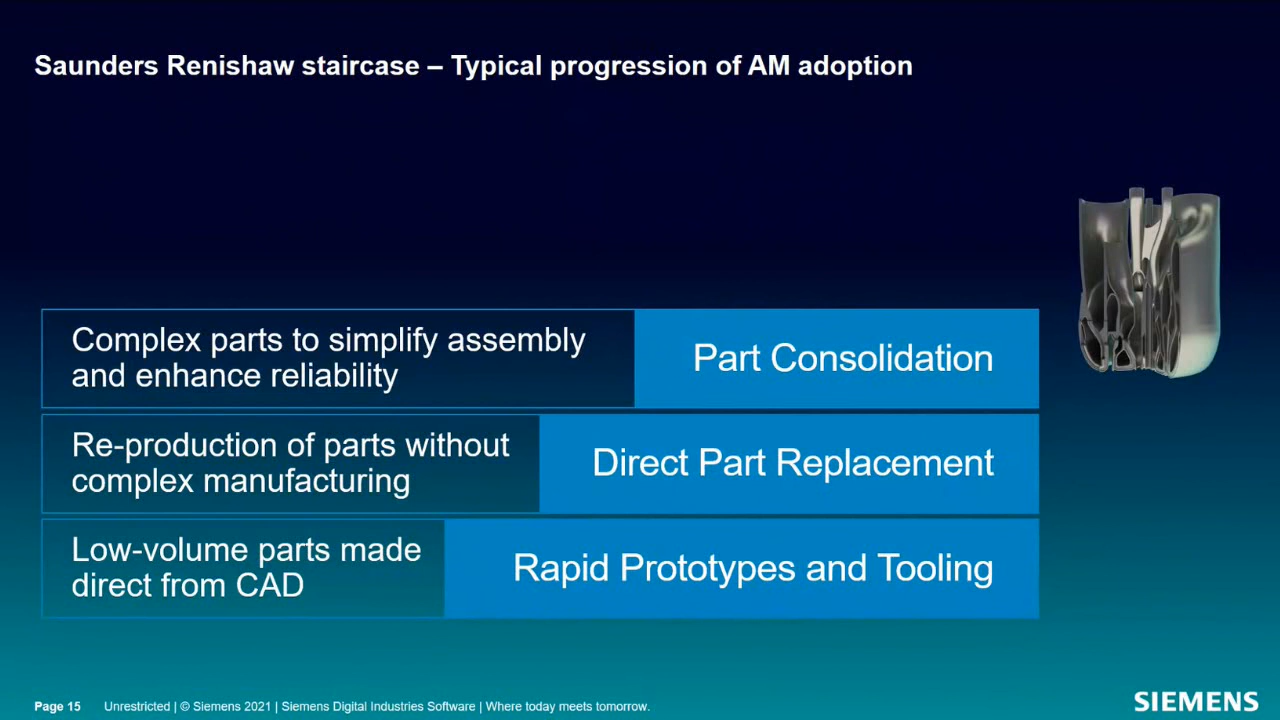 Saunders Renishaw staircase – Typical progression of AM adoption
Complex parts to simplify assembly
and enhance reliability
Part Consolidation
Re-production of parts without
complex manufacturing
Direct Part Replacement
Low-volume parts made
direct from CAD
Rapid Prototypes and Tooling
Page 15 Unrestricted | © Siemens 2021 | Siemens Digital Industries Software | Where today meets tomorrow.
SIEMENS